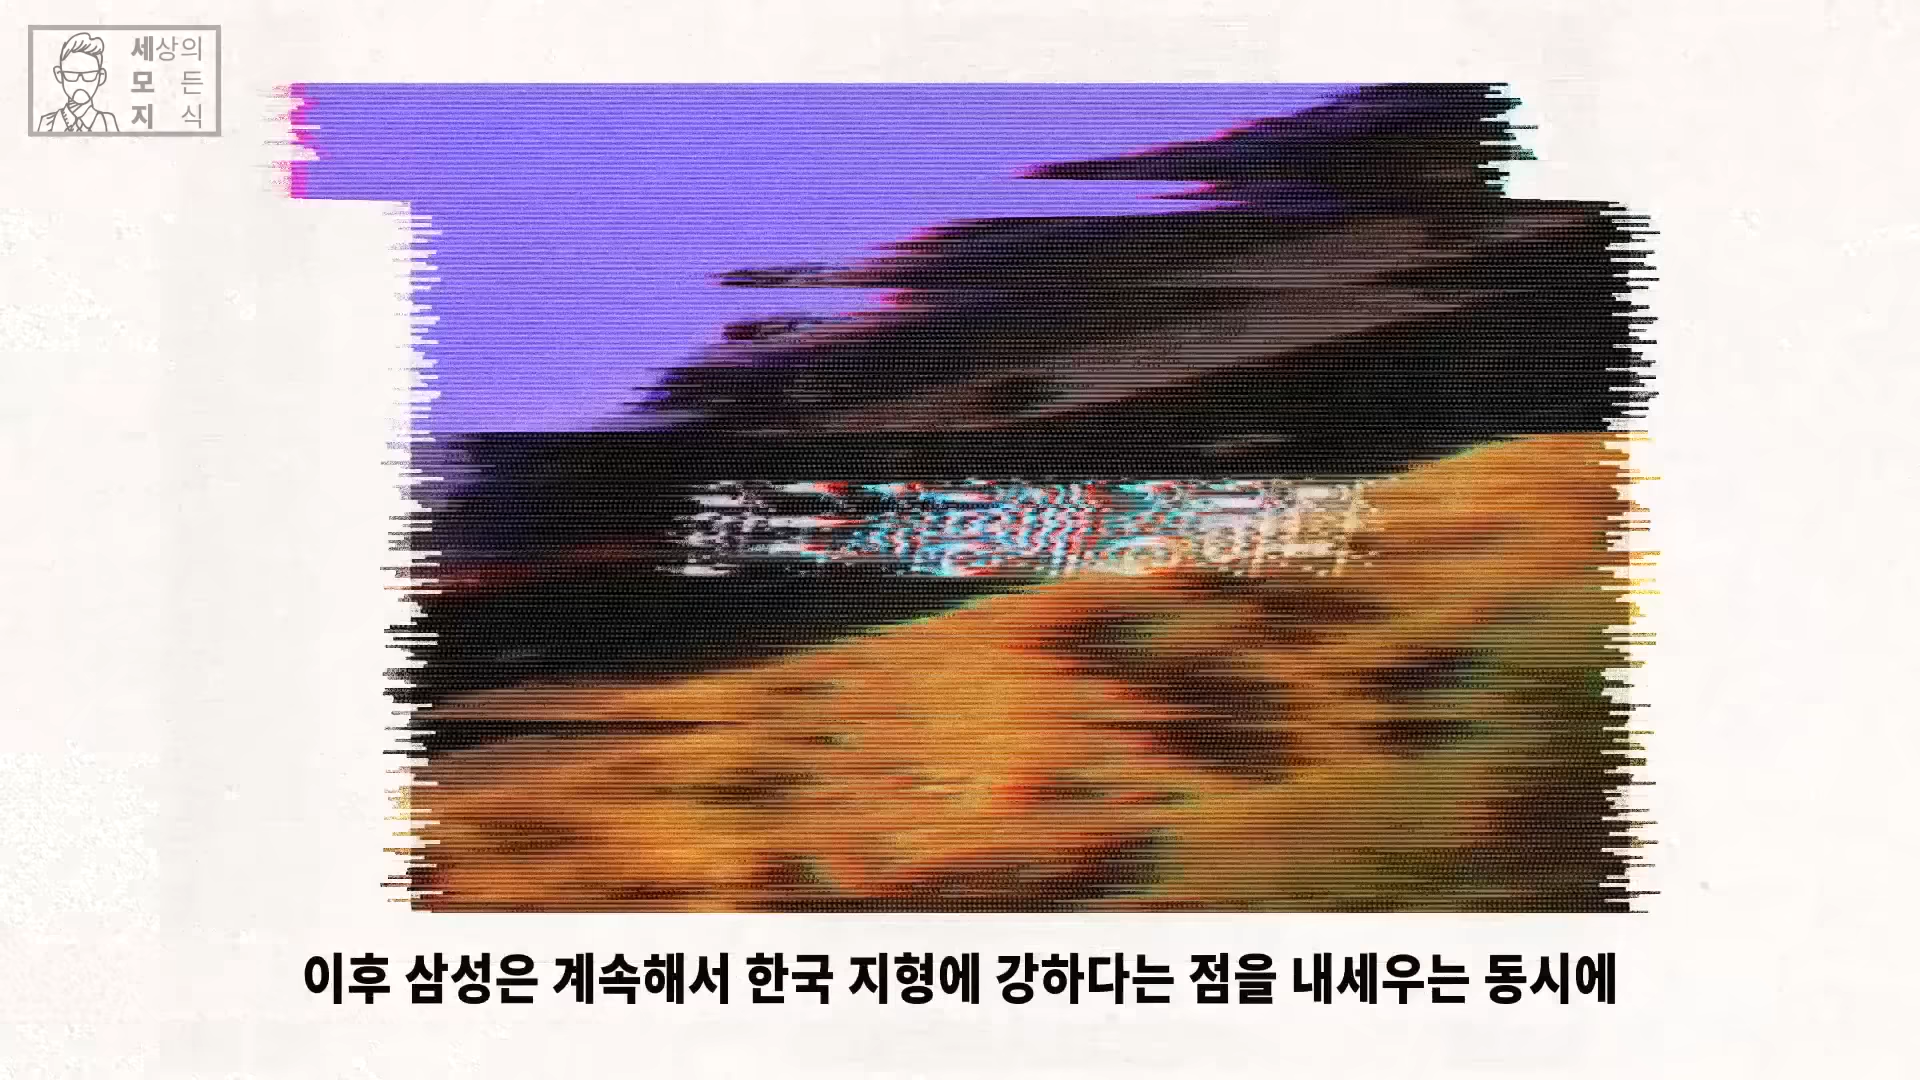 세상의
모든
지식
이후 삼성은 계속해서 한국 지형에 강하다는 점을 내세우는 동시에